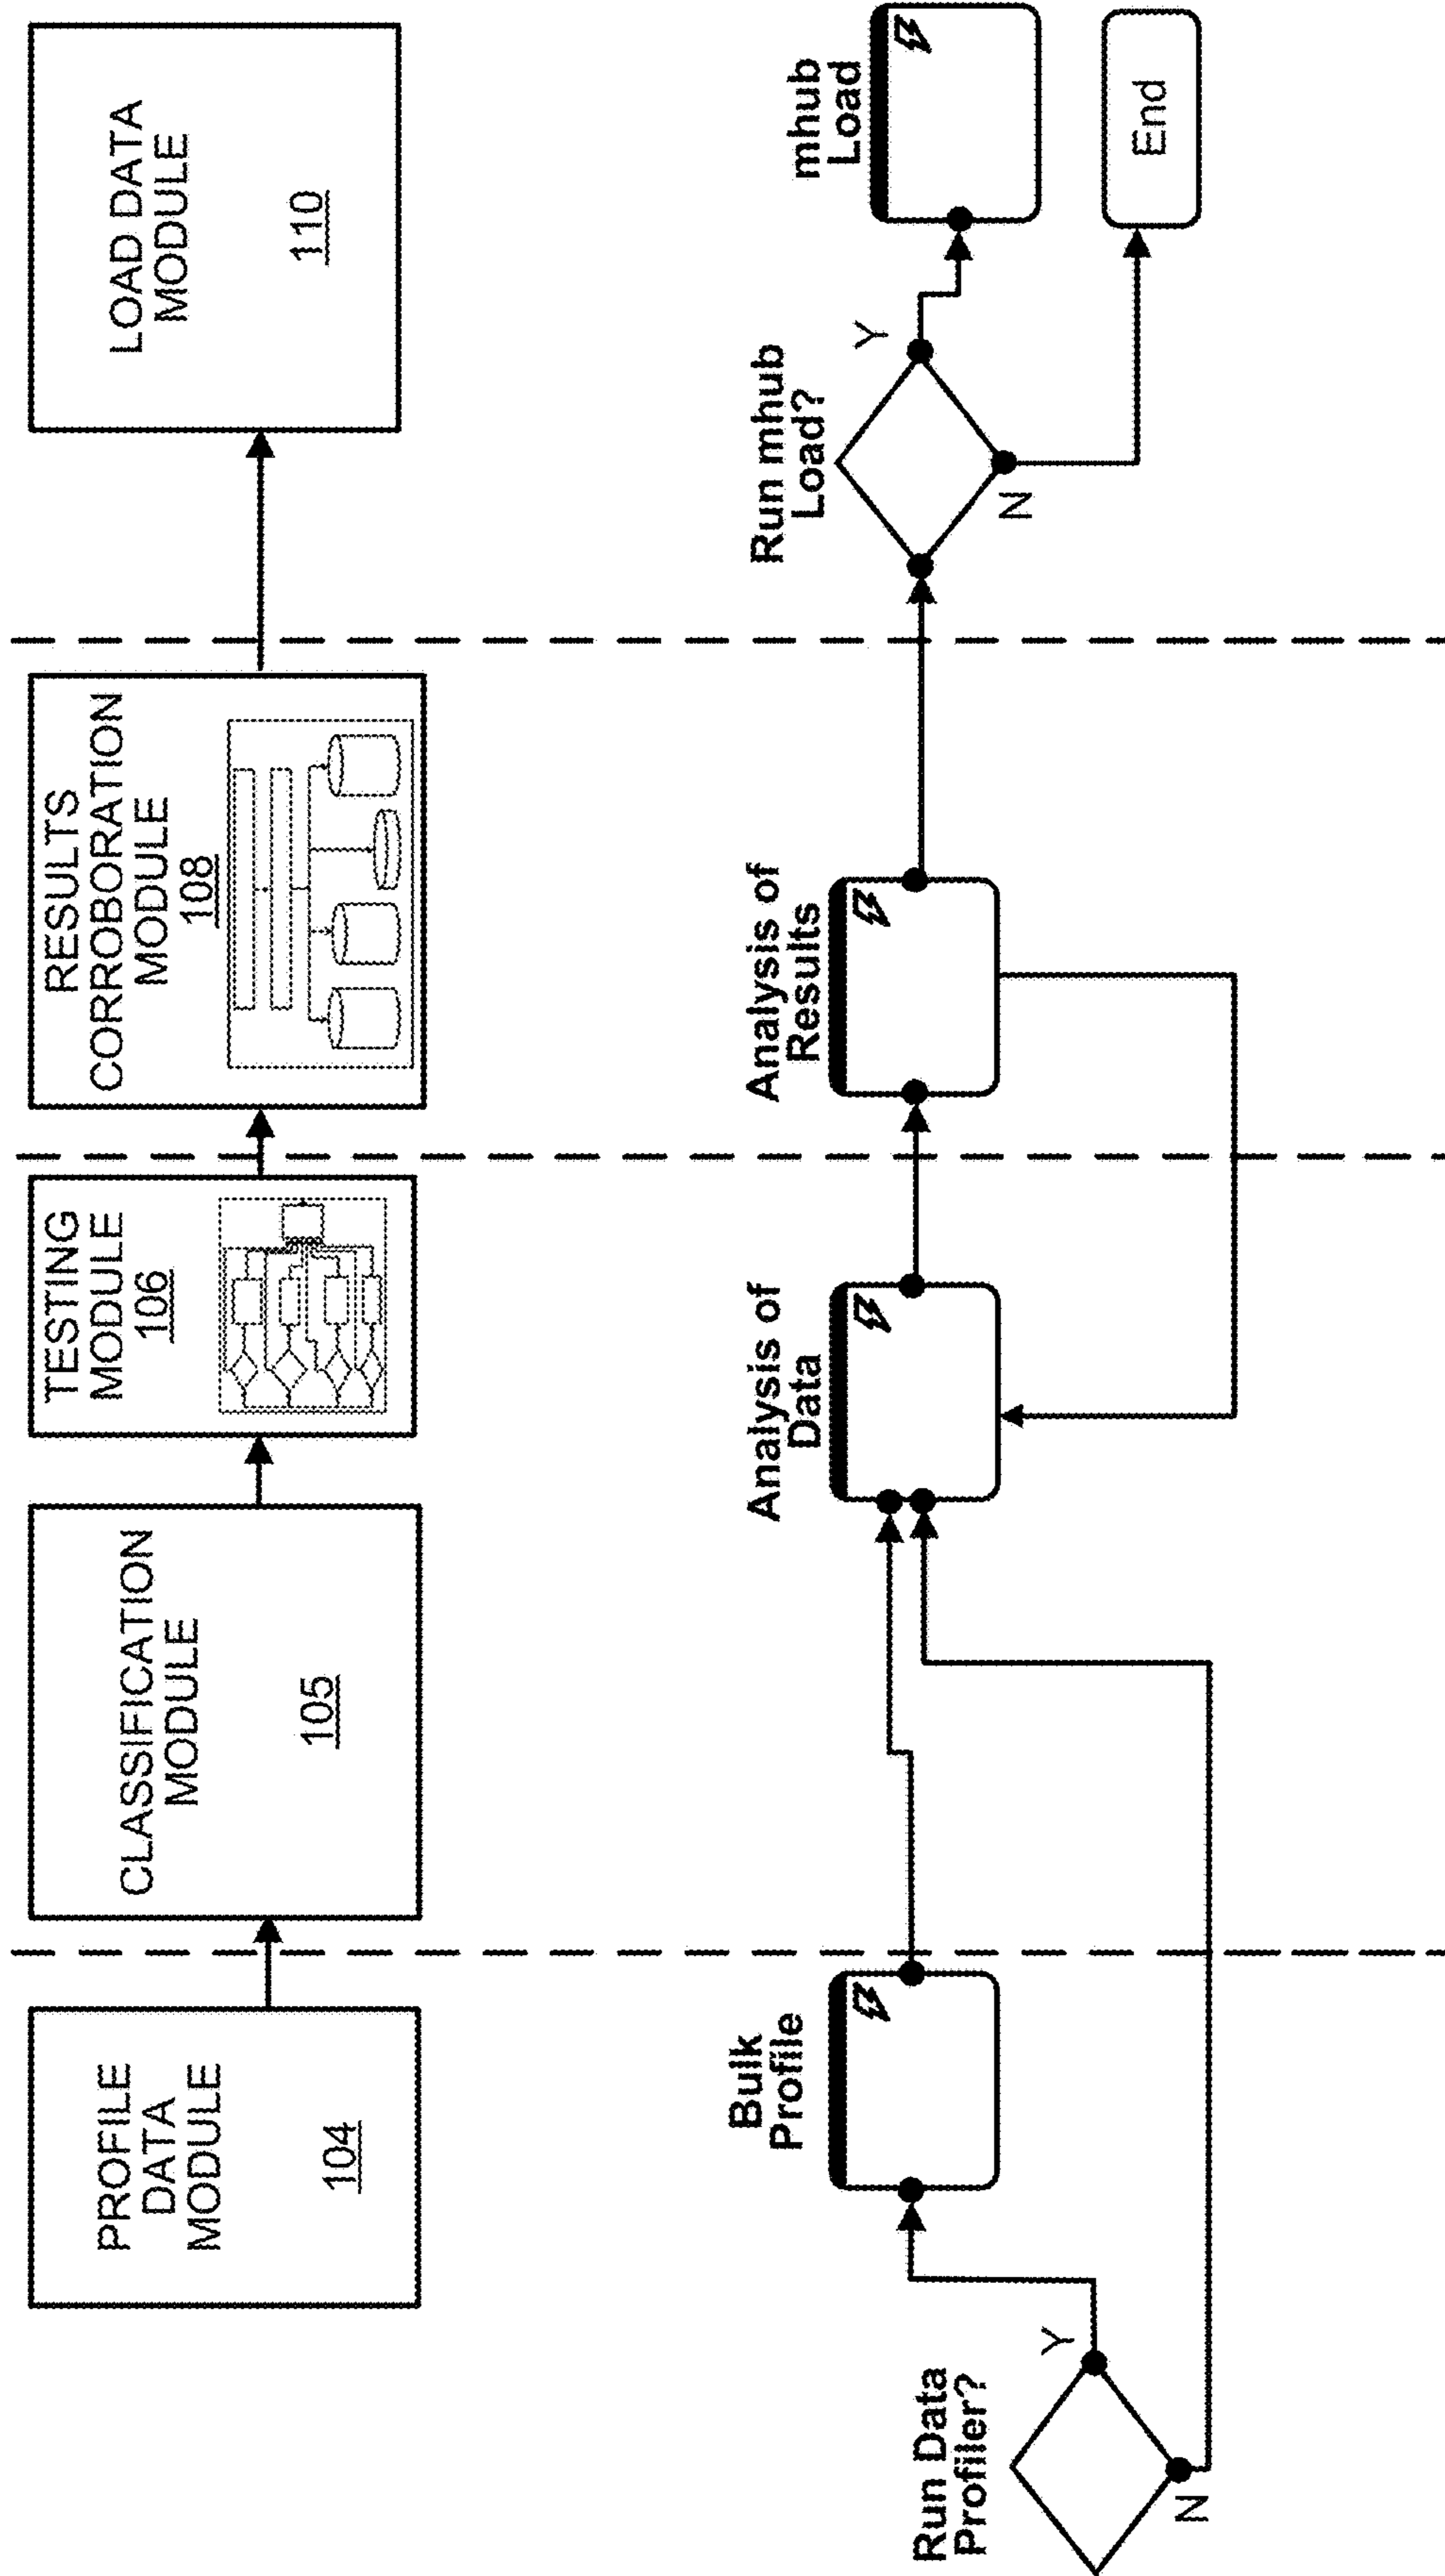 PROFILE
DATA
MODULE
104
CLASSIFICATION
MODULE
105
TESTING
MODULE
106
RESULTS
CORROBORATION
MODULE
108
LOAD DATA
MODULE
110
Run Data
Profiler?
Y
N
Bulk
Profile
Analysis of
Data
Analysis of
Results
Run mhub
Load?
Y
N
mhub
Load
End